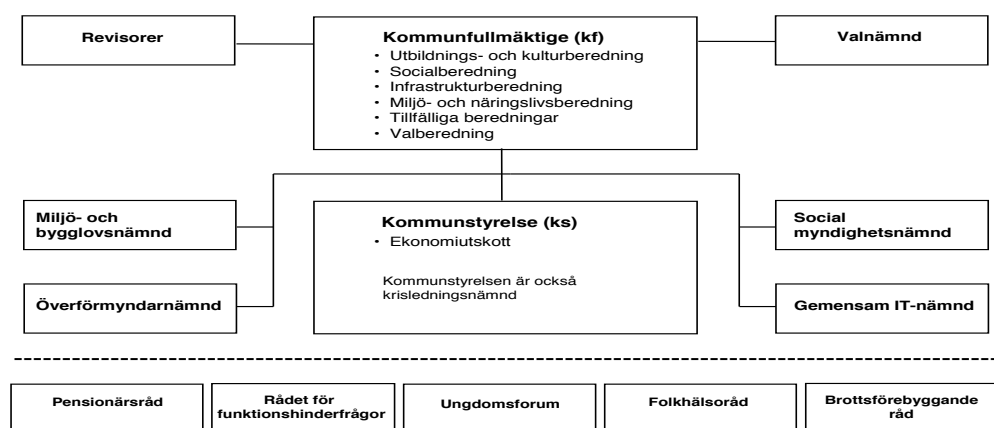 Revisorer
Kommunfullmäktige (kf)
• Utbildnings- och kulturberedning
• Socialberedning
• Infrastrukturberedning
• Miljö- och näringslivsberedning
• Tillfälliga beredningar
• Valberedning
Valnämnd
Miljö- och
bygglovsnämnd
Kommunstyrelse (ks)
• Ekonomiutskott
Kommunstyrelsen är också
krisledningsnämnd
Social
myndighetsnämnd
Överförmyndarnämnd
Gemensam IT-nämnd
Pensionärsråd
Rådet för
funktionshinderfrågor
Ungdomsforum
Folkhälsoråd
Brottsförebyggande
råd